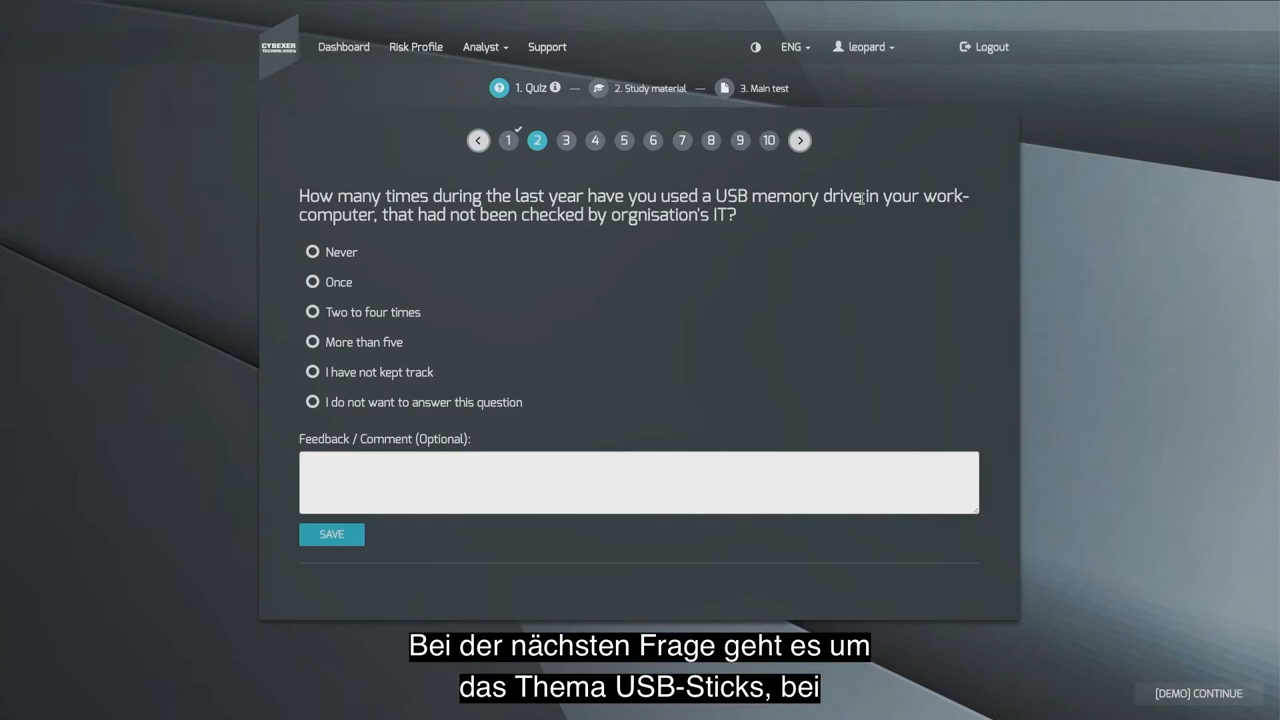 CYBEXER
TECHNOLOGIES
Dashboard Risk Profile Analyst Support ENG leopard Logout
1. Quiz — 2. Study material — 3. Main test
1 2 3 4 5 6 7 8 9 10
How many times during the last year have you used a USB memory drive in your work-
computer, that had not been checked by orgnisation's IT?
Never
Once
Two to four times
More than five
I have not kept track
I do not want to answer this question
Feedback / Comment (Optional):
SAVE
Bei der nächsten Frage geht es um
das Thema USB-Sticks, bei
[DEMO] CONTINUE